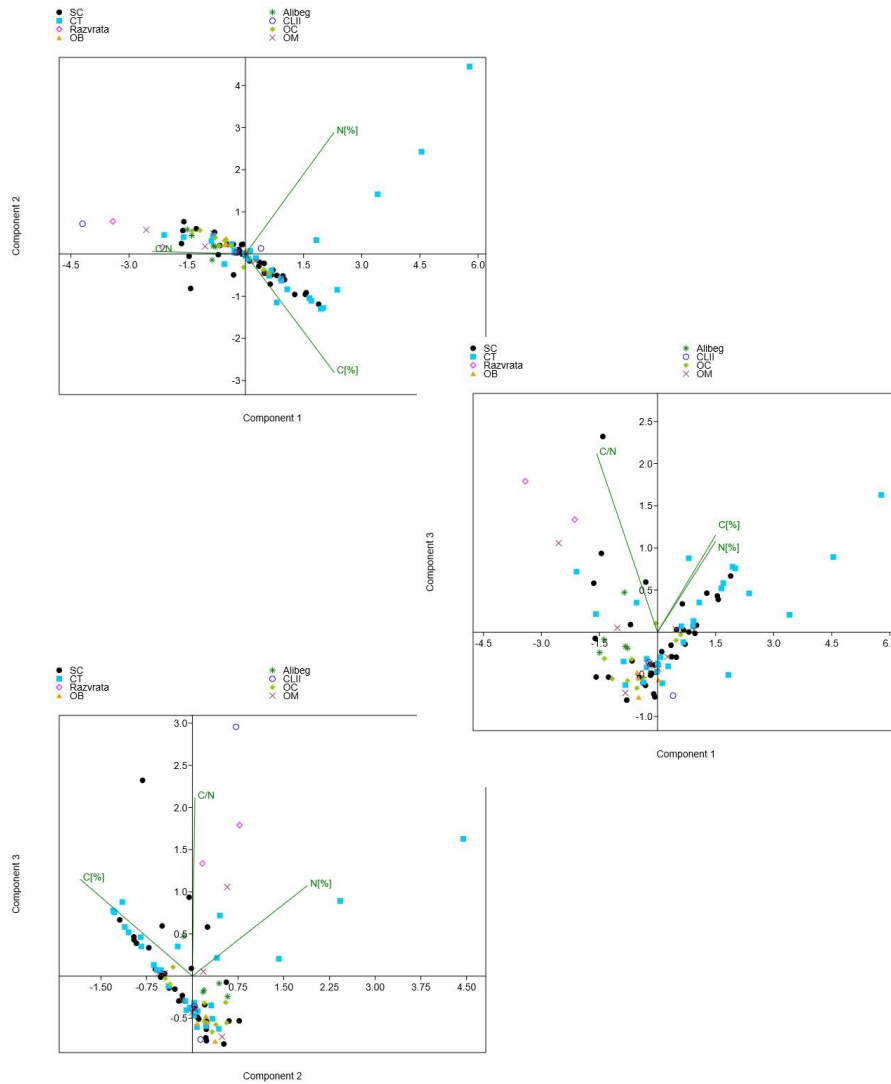 SC Alibeg
CT CLII
Razvrata OC
OB OM
4
3
N[%]
2
1
C/N
-4.5 -3.0 -1.5 1.5 3.0 4.5 6.0
-1
-2
C[%]
-3
Component 2
Component 1
SC Alibeg
CT CLII
Razvrata OC
OB OM
2.5
C/N
2.0
1.5
C[%]
N[%]
1.0
0.5
-4.5 -3.0 -1.5 1.5 3.0 4.5 6.0
-1.0
Component 3
Component 1
SC Alibeg
CT CLII
Razvrata OC
OB OM
3.0
2.5
C/N
2.0
1.5
C[%] N[%]
1.0
0.5
-1.50 -0.75 0.75 1.50 2.25 3.00 3.75 4.50
-0.5
Component 3
Component 2